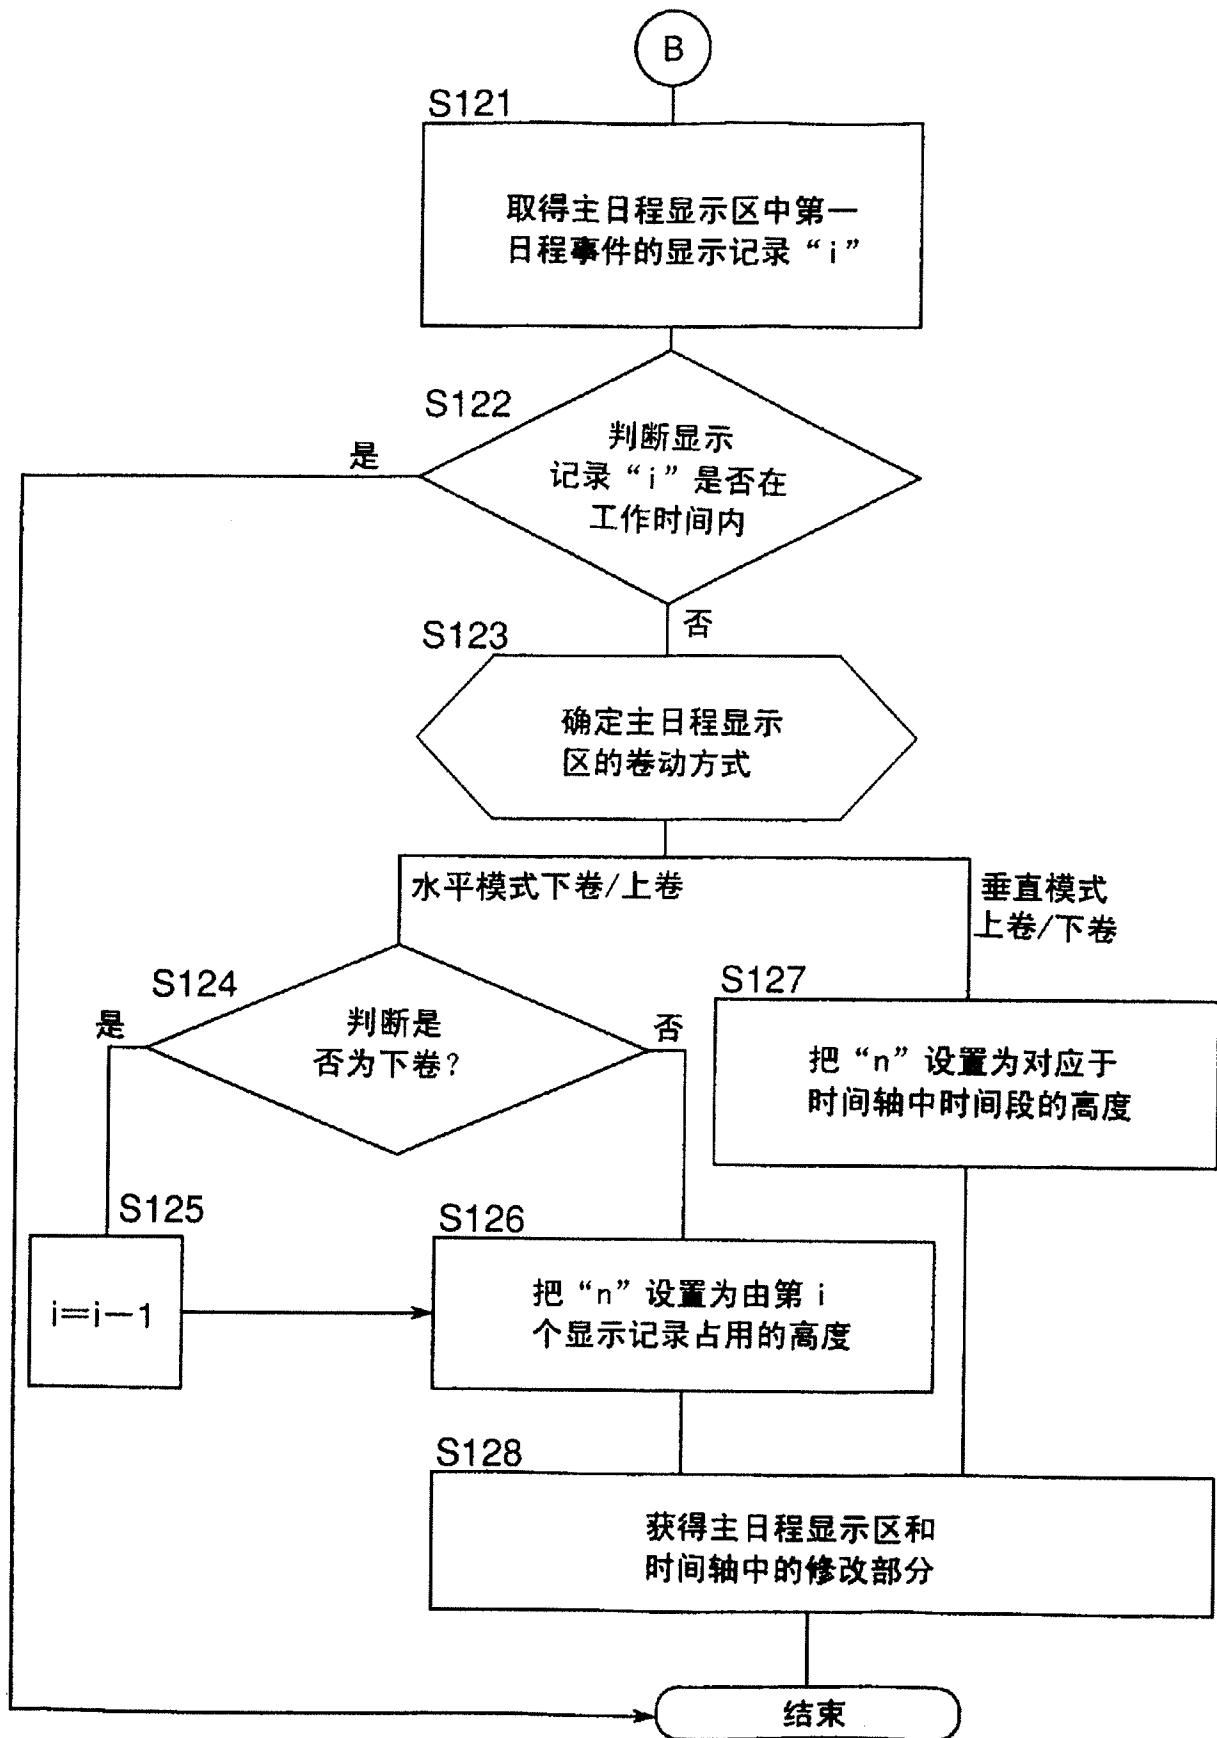 B
S121
取得主日程显示区中第一
日程事件的显示记录“i”
S122
是
判断显示
记录“i”是否在
工作时间内
否
S123
确定主日程显示
区的卷动方式
水平模式下卷/上卷
垂直模式
上卷/下卷
S124
是
判断是
否为下卷?
否
S127
把“n”设置为对应于
时间轴中时间段的高度
S125
i=i-1
S126
把“n”设置为由第 i
个显示记录占用的高度
S128
获得主日程显示区和
时间轴中的修改部分
结束